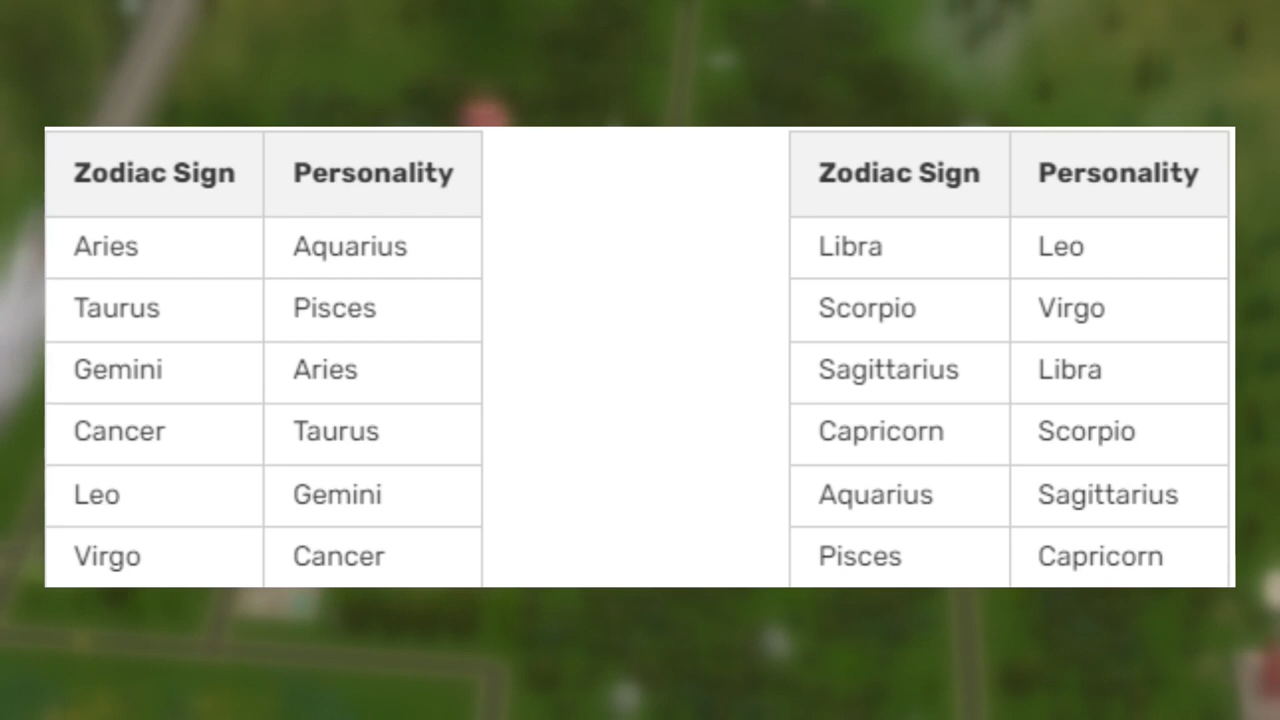 Zodiac Sign Personality
Aries Aquarius
Taurus Pisces
Gemini Aries
Cancer Taurus
Leo Gemini
Virgo Cancer
Zodiac Sign Personality
Libra Leo
Scorpio Virgo
Sagittarius Libra
Capricorn Scorpio
Aquarius Sagittarius
Pisces Capricorn